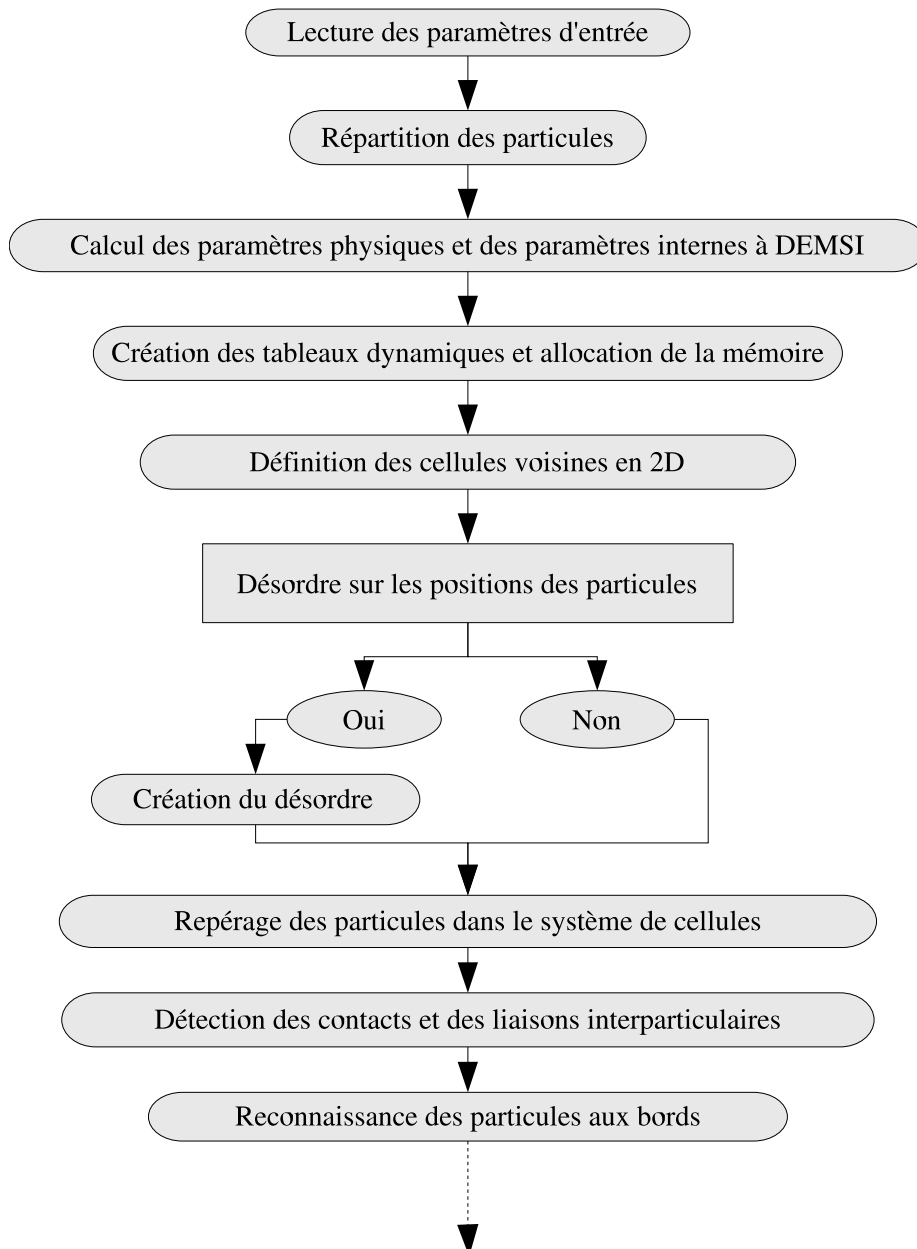 Lecture des paramètres d'entrée
Répartition des particules
Calcul des paramètres physiques et des paramètres internes à DEMSI
Création des tableaux dynamiques et allocation de la mémoire
Définition des cellules voisines en 2D
Désordre sur les positions des particules
Oui
Non
Création du désordre
Repérage des particules dans le système de cellules
Détection des contacts et des liaisons interparticulaires
Reconnaissance des particules aux bords